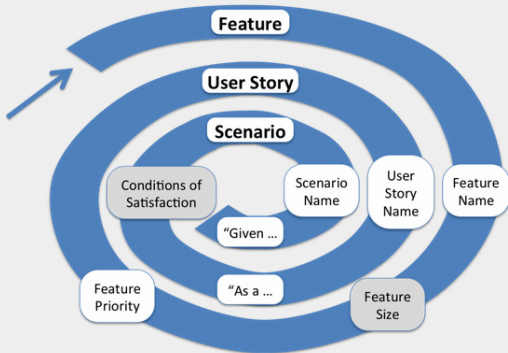 Feature
User Story
Scenario
Conditions of
Satisfaction
Scenario
Name
User
Story
Name
Feature
Name
“Given ...
“As a ...
Feature
Priority
Feature
Size